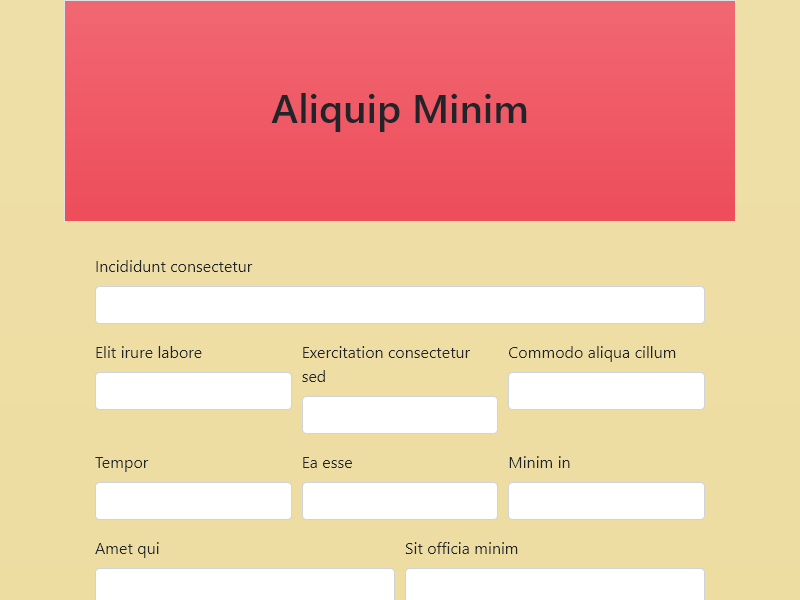 Aliquip Minim
Incididunt consectetur
Elit irure labore
Exercitation consectetur
sed
Commodo aliqua cillum
Tempor
Ea esse
Minim in
Amet qui
Sit officia minim